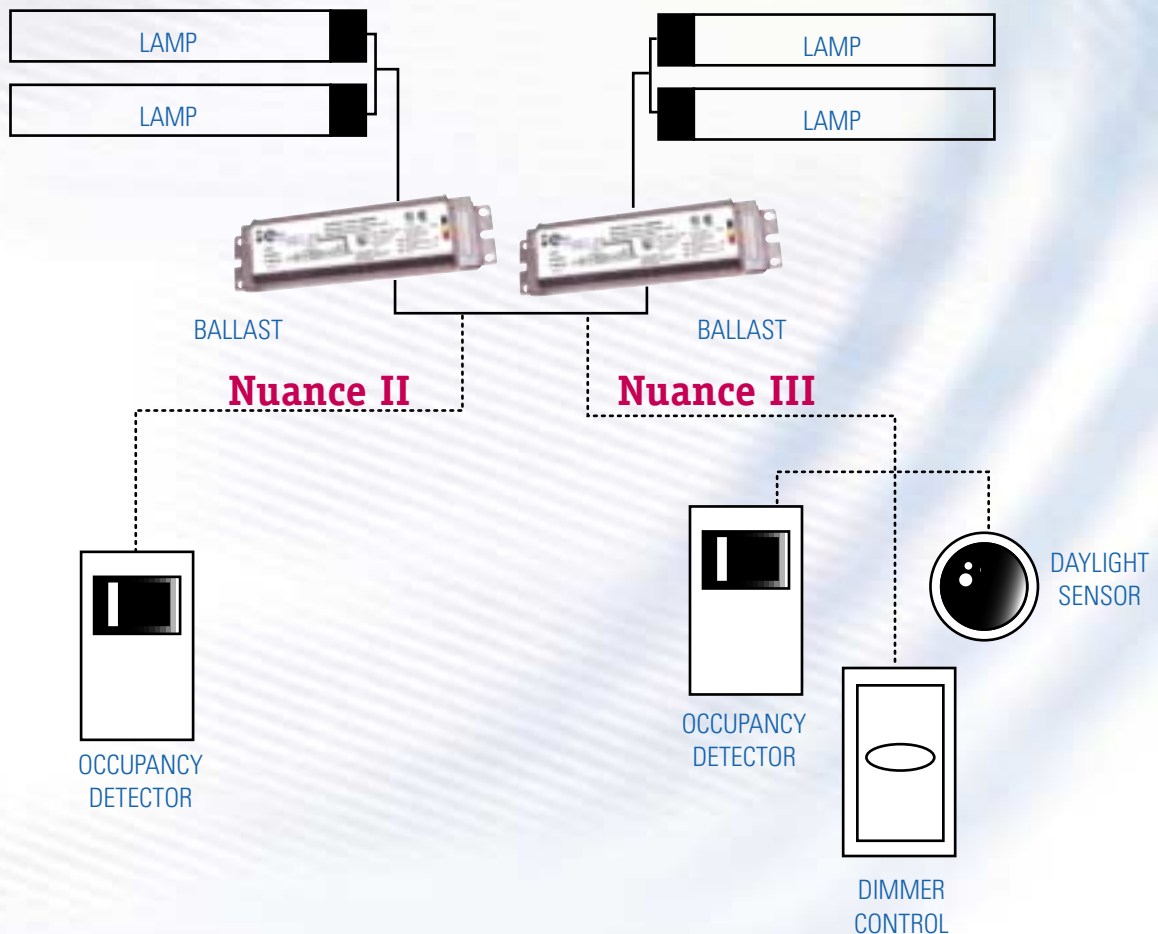 LAMP
LAMP
LAMP
LAMP
BALLAST
BALLAST
Nuance II
Nuance III
DAYLIGHT
SENSOR
OCCUPANCY
DETECTOR
OCCUPANCY
DETECTOR
DIMMER
CONTROL